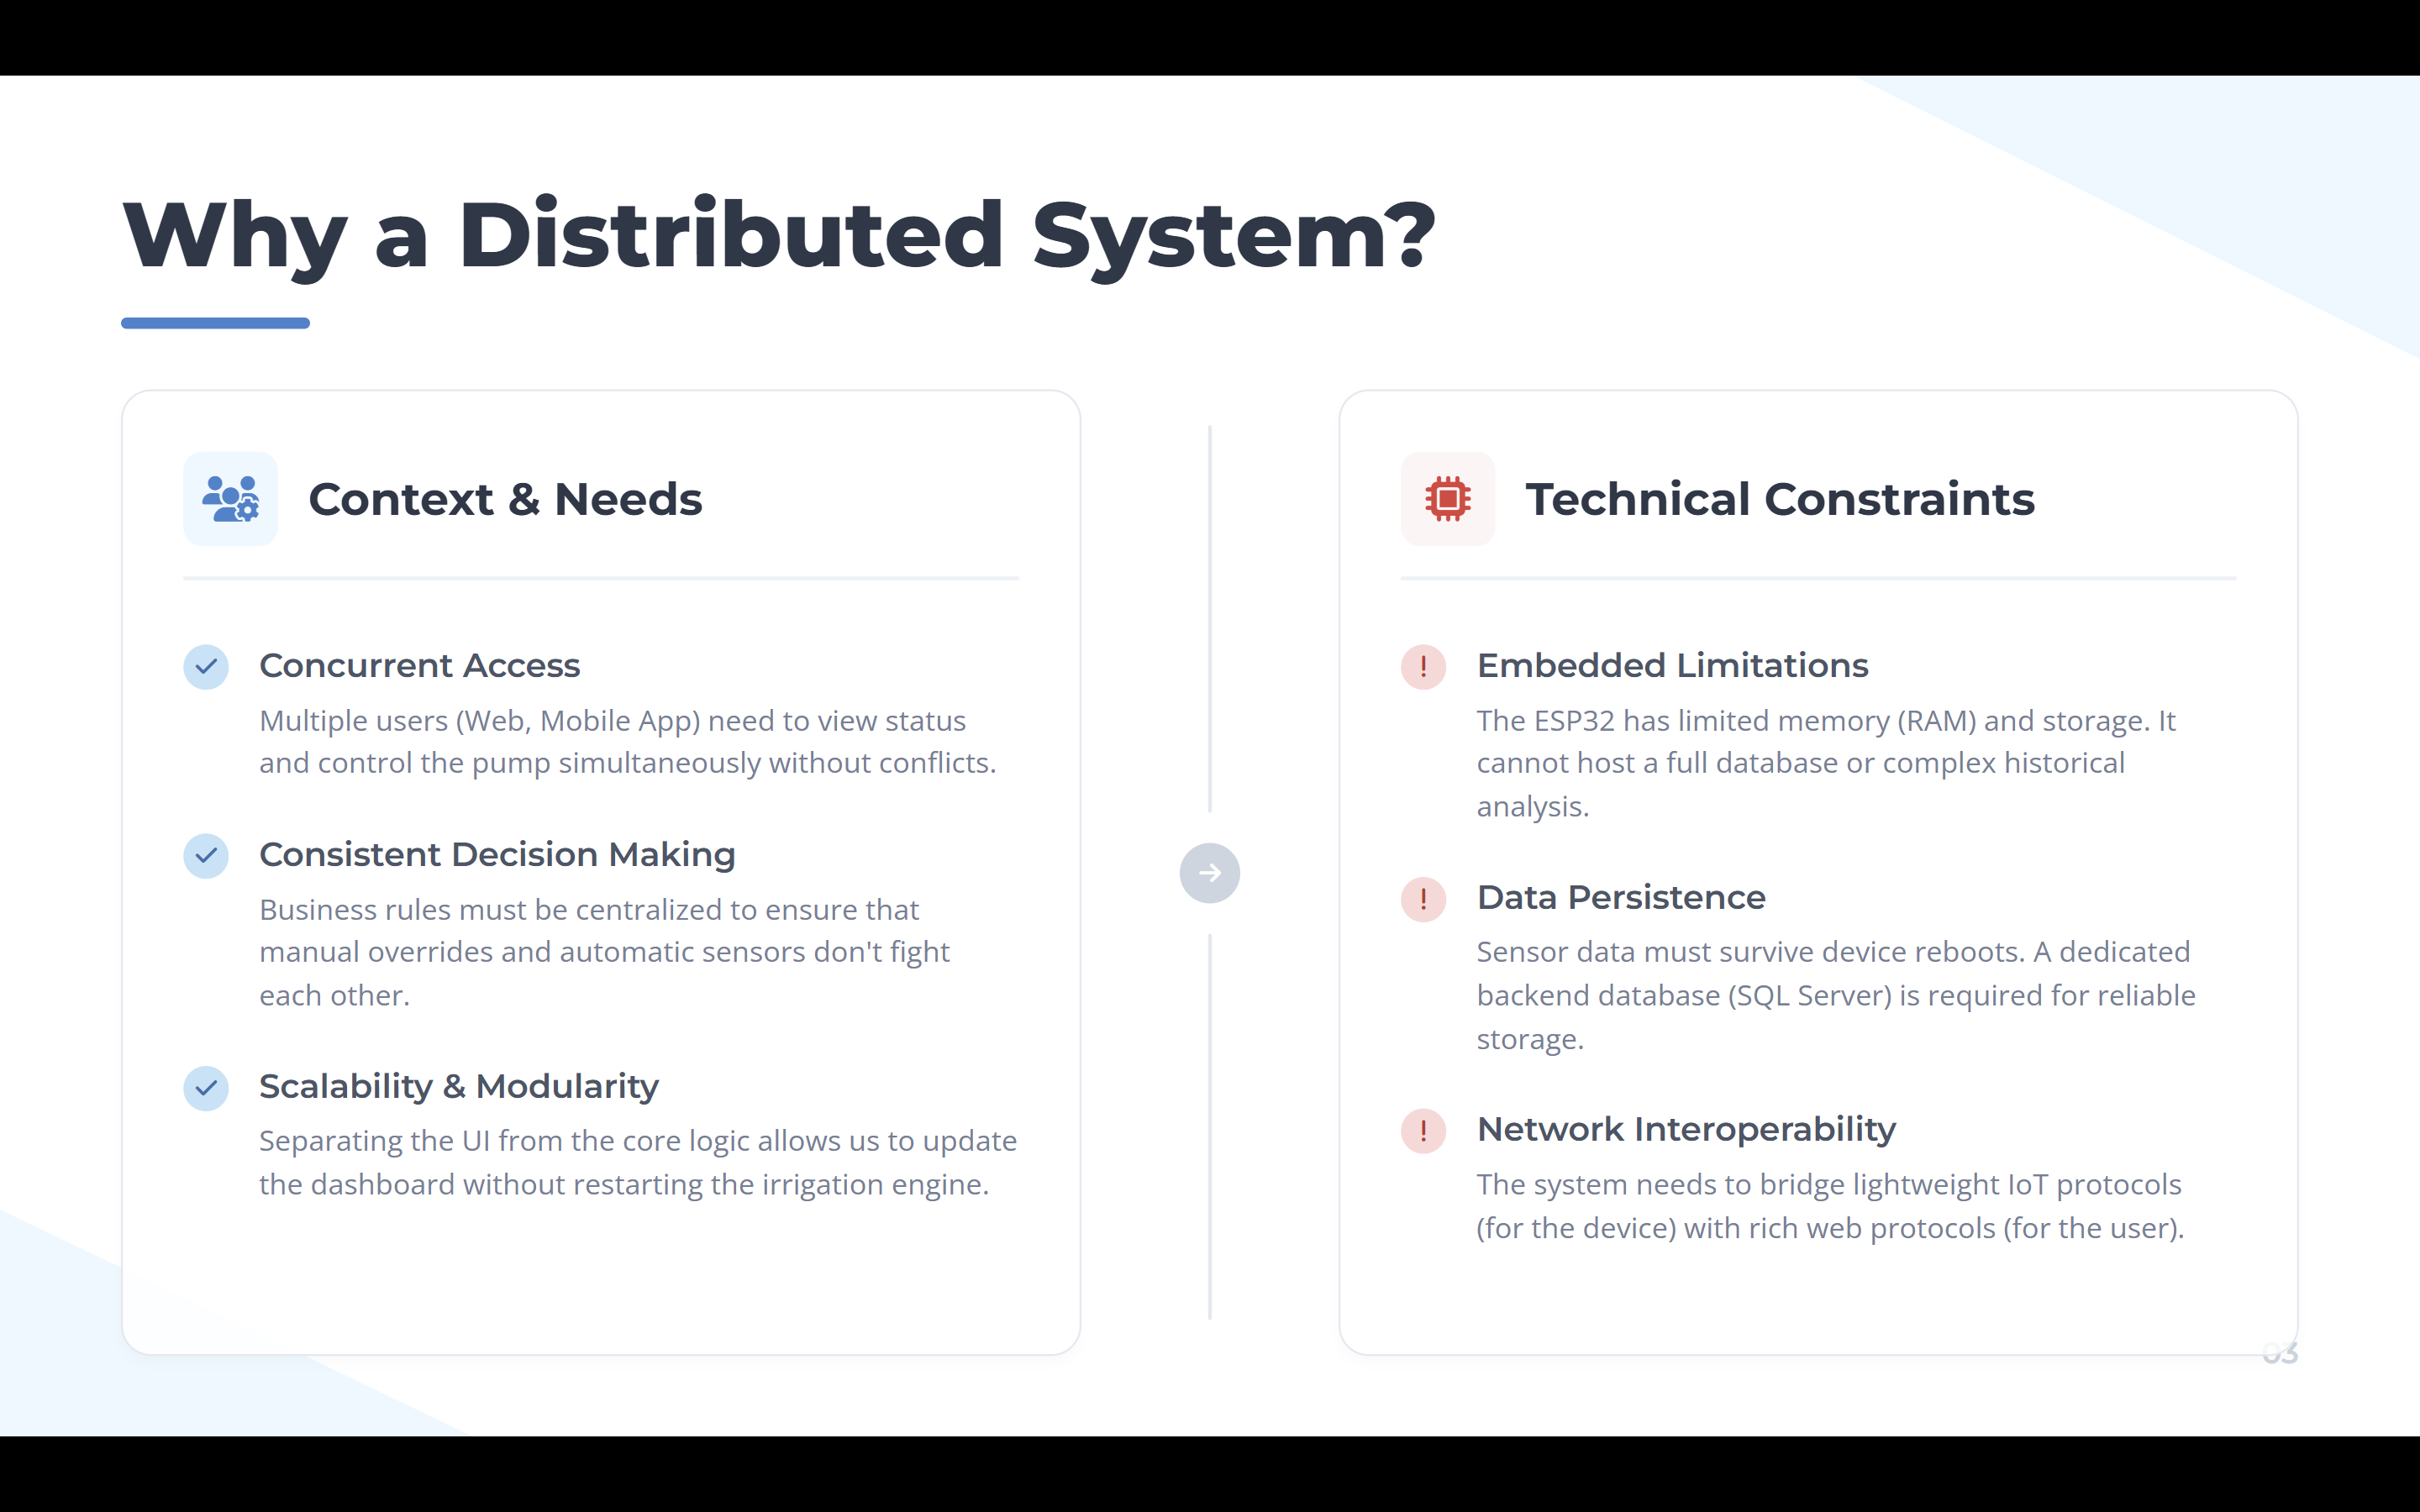 Why a Distributed System?
Context & Needs
Concurrent Access
Multiple users (Web, Mobile App) need to view status
and control the pump simultaneously without conflicts.
Consistent Decision Making
Business rules must be centralized to ensure that
manual overrides and automatic sensors don't fight
each other.
Scalability & Modularity
Separating the UI from the core logic allows us to update
the dashboard without restarting the irrigation engine.
Technical Constraints
Embedded Limitations
The ESP32 has limited memory (RAM) and storage. It
cannot host a full database or complex historical
analysis.
Data Persistence
Sensor data must survive device reboots. A dedicated
backend database (SQL Server) is required for reliable
storage.
Network Interoperability
The system needs to bridge lightweight IoT protocols
(for the device) with rich web protocols (for the user).
03